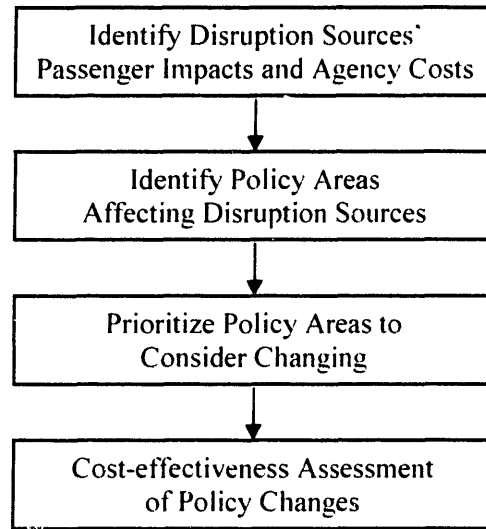 Identify Disruption Sources'
Passenger Impacts and Agency Costs
Identify Policy Areas
Affecting Disruption Sources
Prioritize Policy Areas to
Consider Changing
Cost-effectiveness Assessment
of Policy Changes